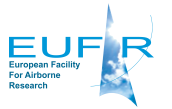 EUFAR
European Facility
For Airborne
Research